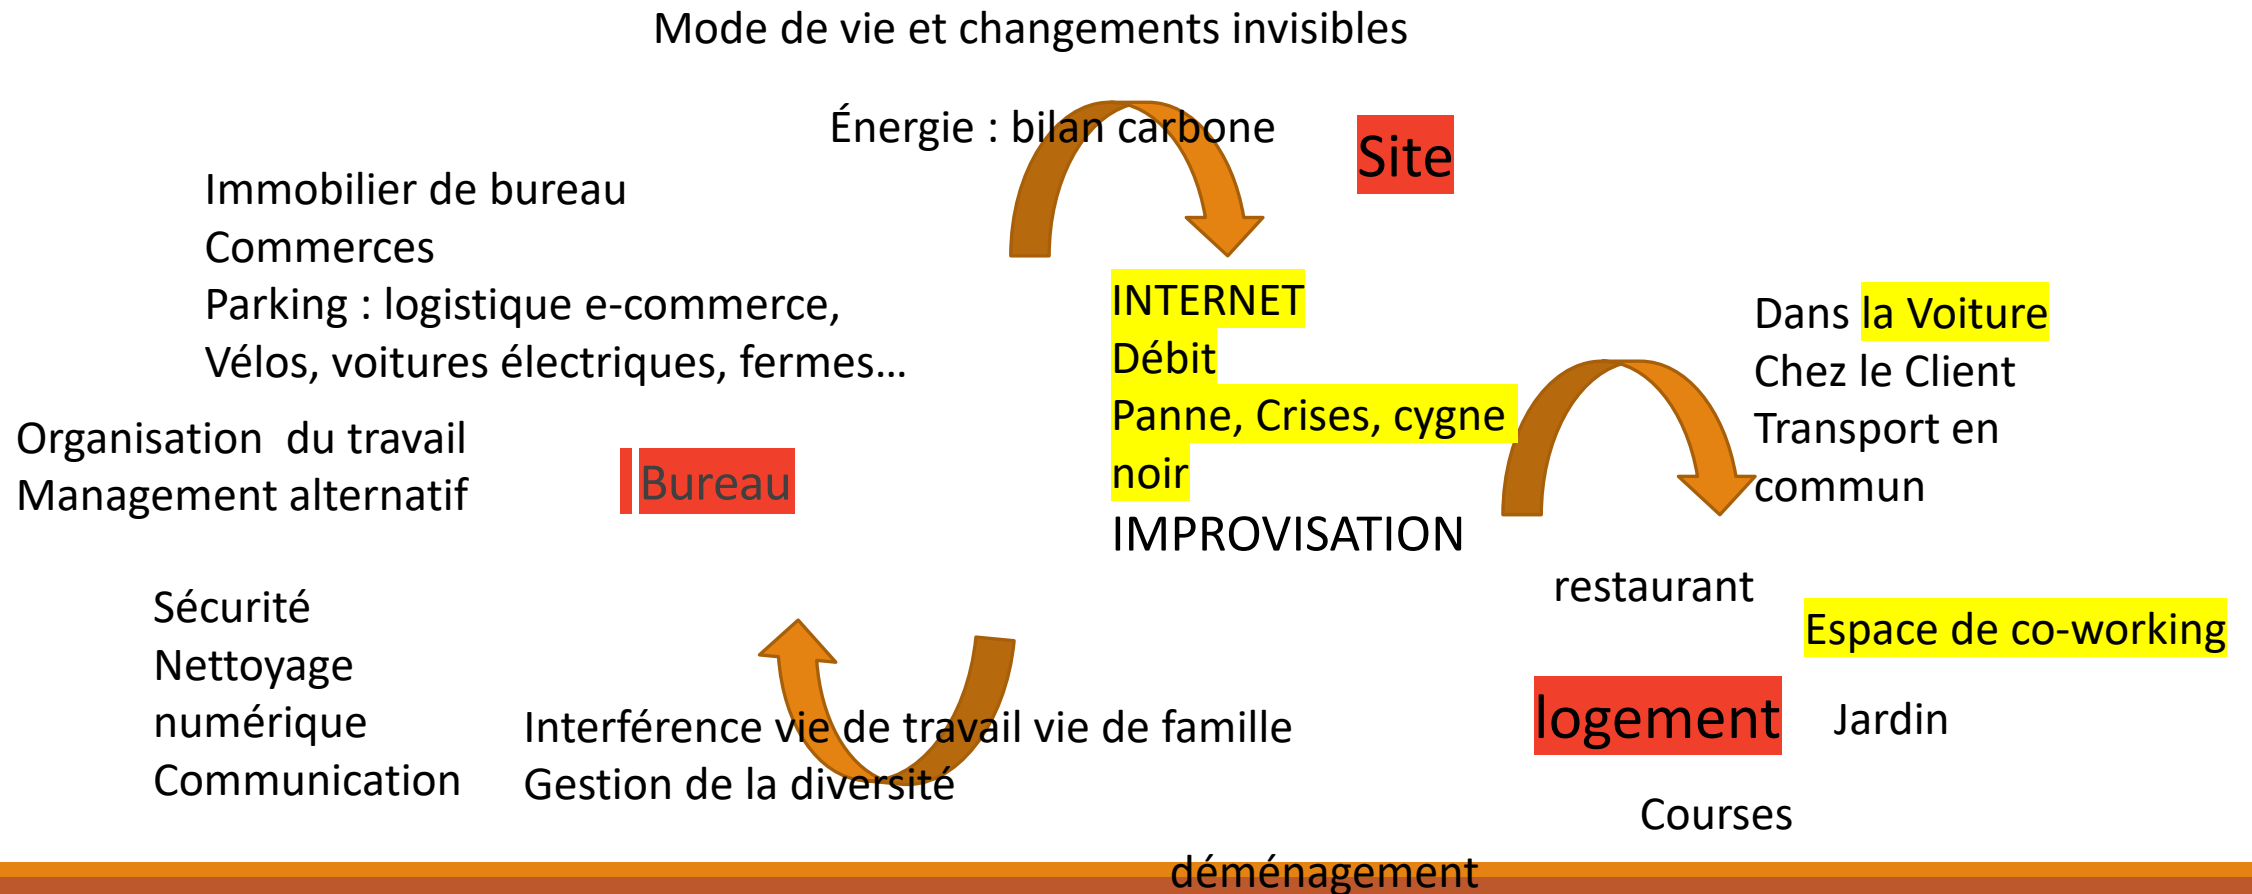 Mode de vie et changements invisibles
Énergie : bilan carbone
Site
Immobilier de bureau
Commerces
Parking : logistique e-commerce,
Vélos, voitures électriques, fermes…
INTERNET
Débit
Panne, Crises, cygne
noir
IMPROVISATION
Dans la Voiture
Chez le Client
Transport en
commun
Organisation du travail
Management alternatif
Bureau
restaurant
Espace de co-working
Sécurité
Nettoyage
numérique
Communication
Interférence vie de travail vie de famille
Gestion de la diversité
logement
Jardin
Courses
déménagement